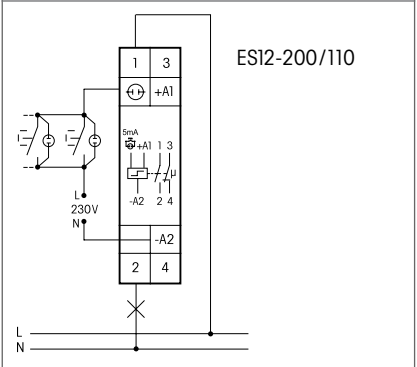 ES12-200/110
1 3
+A1
5mA
+A1 1 3
µ
-A2 2 4
L
230V
N
-A2
2 4
L
N